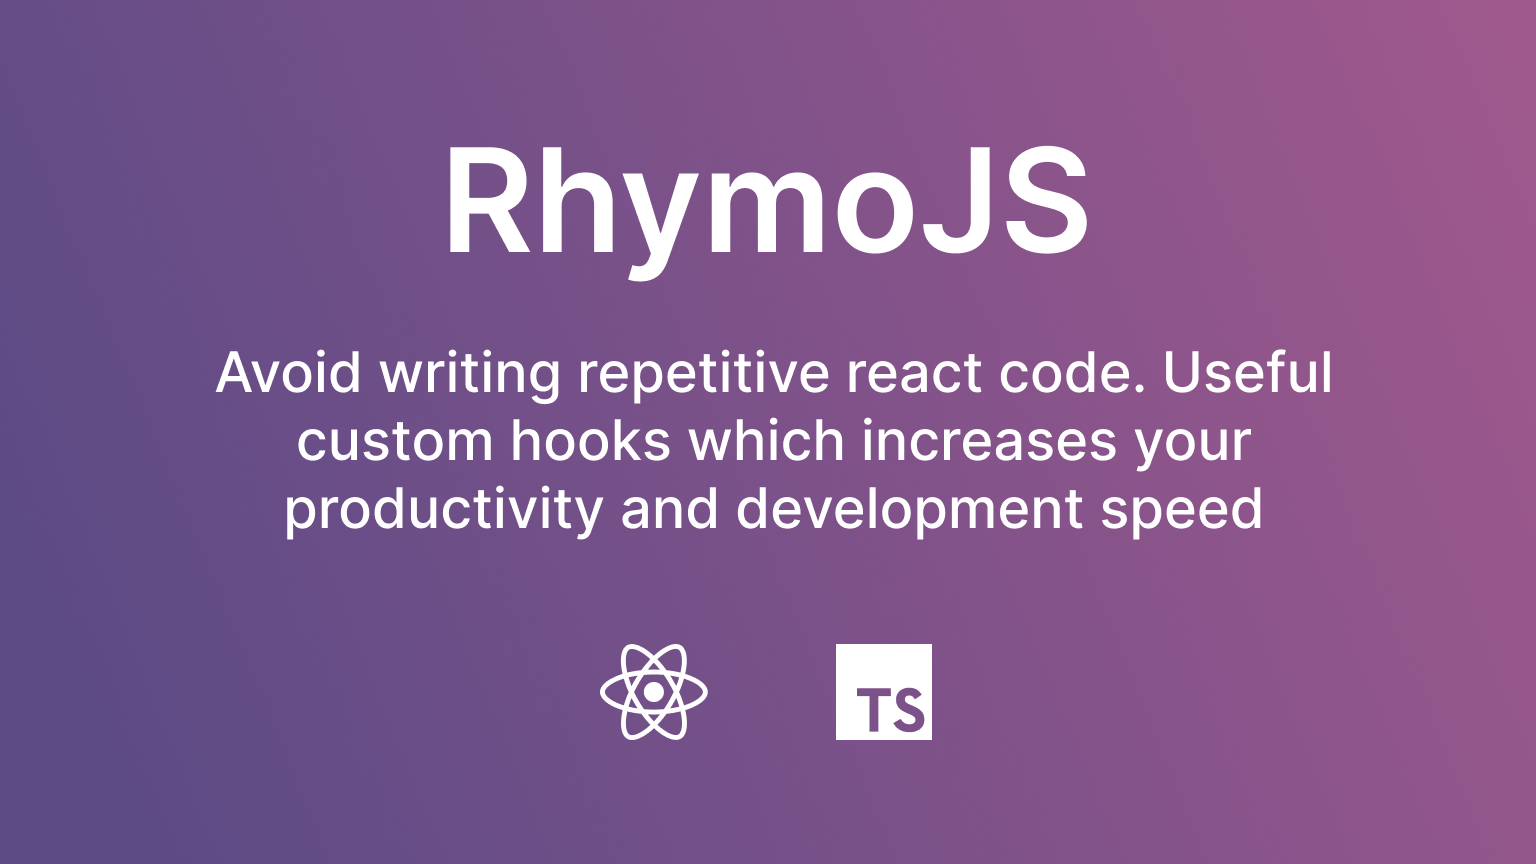 RhymoJS
Avoid writing repetitive react code. Useful
custom hooks which increases your
productivity and development speed
TS